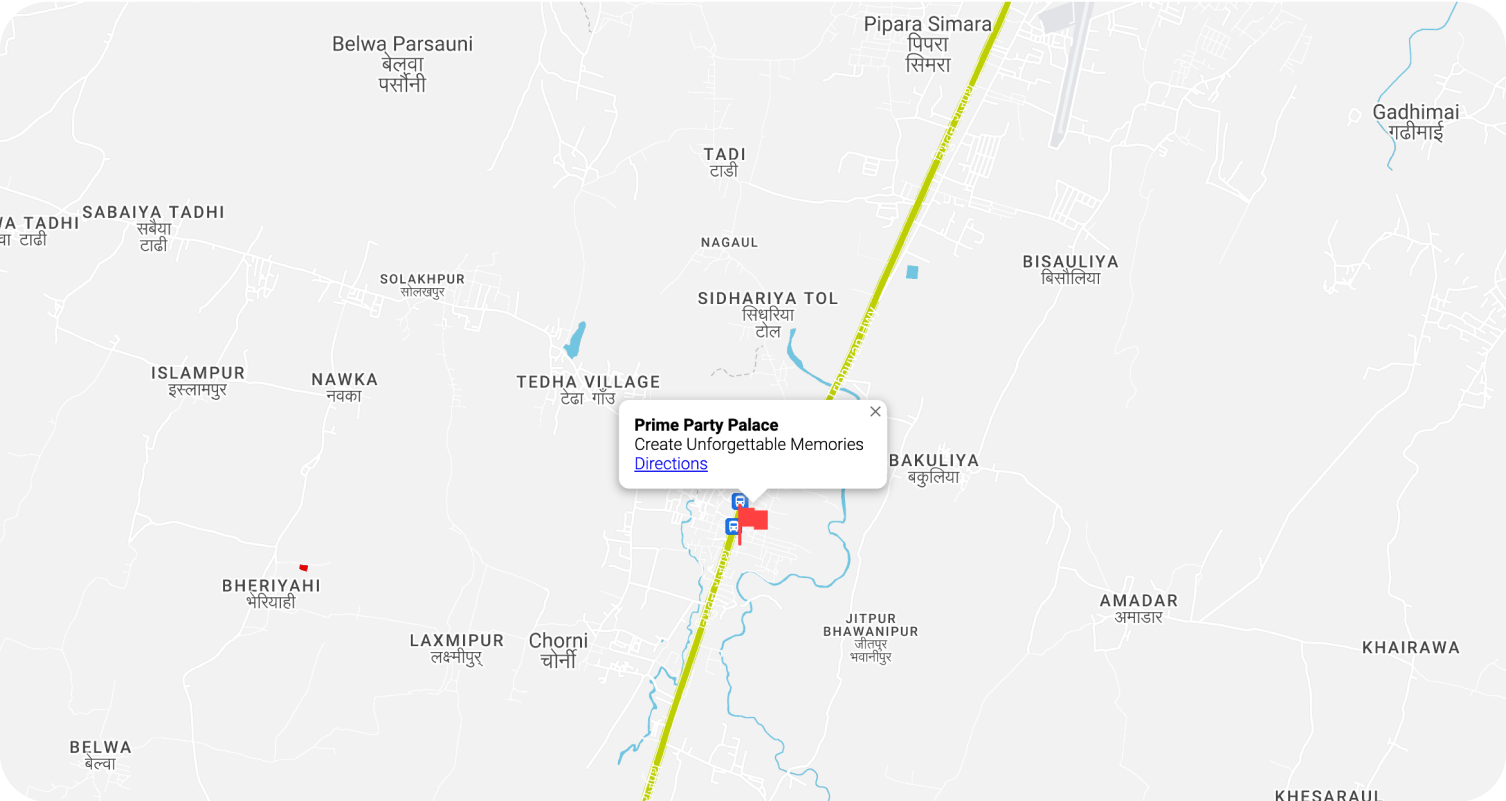 Pipara Simara
पिपरा
सिमरा
Belwa Parsauni
बेलवा
पर्सौनी
Gadhimai
गढीमाई
TADI
टाडी
SABAIYA TADHI
सबैया
टाढी
TADHI
टाढी
NAGAUL
BISAULIYA
बिसौलिया
SOLAKHPUR
सोलखपुर
SIDHARIYA TOL
सिधरिया
टोल
ISLAMPUR
इस्लामपुर
NAWKA
नवका
TEDHA VILLAGE
टेढा गाँउ
Prime Party Palace
Create Unforgettable Memories
Directions
BAKULIYA
बकुलिया
BHERIYAHI
भेरियाही
AMADAR
अमाडार
JITPUR
BHAWANIPUR
जीतपुर
भवानीपुर
LAXMIPUR
लक्ष्मीपुर
Chorni
चोर्नी
KHAIRAWA
BELWA
बेल्वा
KHESARAUL